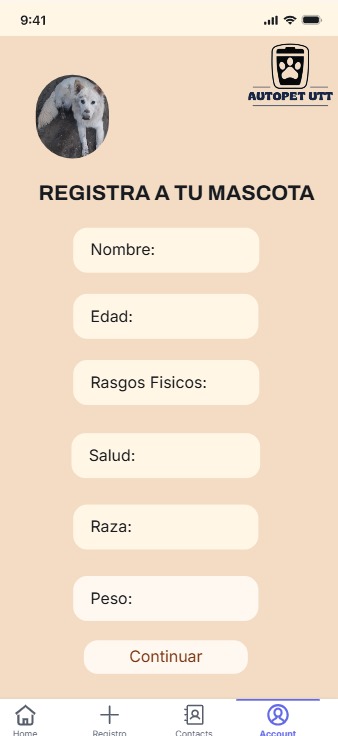 9:41
AUTOPET UTT
REGISTRA A TU MASCOTA
Nombre:
Edad:
Rasgos Fisicos:
Salud:
Raza:
Peso:
Continuar
Home
Registro
Contacts
Account